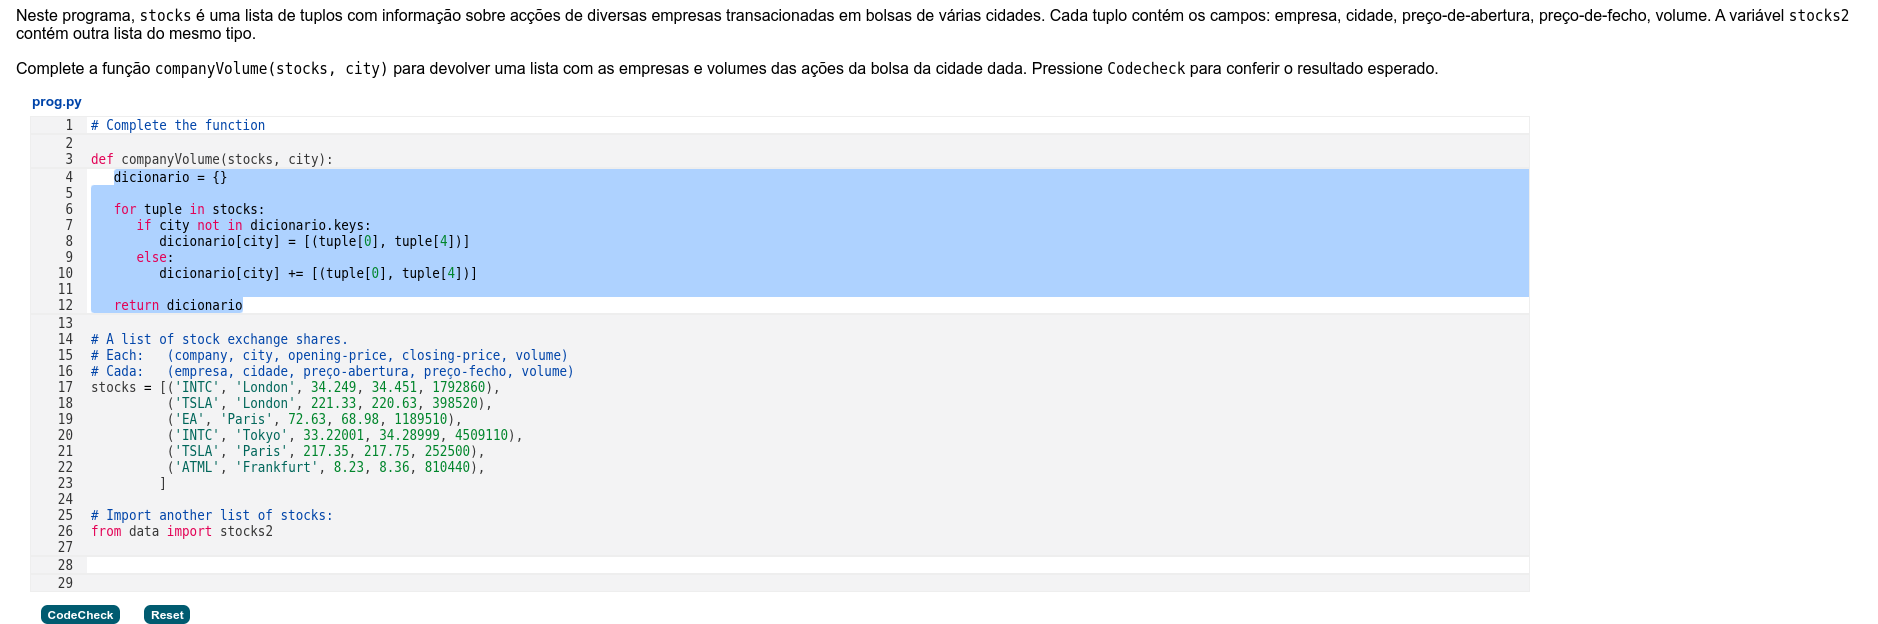 Neste programa, stocks é uma lista de tuplos com informação sobre acções de diversas empresas transacionadas em bolsas de várias cidades. Cada tuplo contém os campos: empresa, cidade, preço-de-abertura, preço-de-fecho, volume. A variável stocks2
contém outra lista do mesmo tipo.
Complete a função companyVolume(stocks, city) para devolver uma lista com as empresas e volumes das ações da bolsa da cidade dada. Pressione Codecheck para conferir o resultado esperado.
prog.py
1 # Complete the function
2
3 def companyVolume(stocks, city):
4    dicionario = {}
5
6    for tuple in stocks:
7       if city not in dicionario.keys:
8          dicionario[city] = [(tuple[0], tuple[4])]
9       else:
10          dicionario[city] += [(tuple[0], tuple[4])]
11
12    return dicionario
13
14 # A list of stock exchange shares.
15 # Each:   (company, city, opening-price, closing-price, volume)
16 # Cada:   (empresa, cidade, preço-abertura, preço-fecho, volume)
17 stocks = [('INTC', 'London', 34.249, 34.451, 1792860),
18           ('TSLA', 'London', 221.33, 220.63, 398520),
19           ('EA', 'Paris', 72.63, 68.98, 1189510),
20           ('INTC', 'Tokyo', 33.22001, 34.28999, 4509110),
21           ('TSLA', 'Paris', 217.35, 217.75, 252500),
22           ('ATML', 'Frankfurt', 8.23, 8.36, 810440),
23          ]
24
25 # Import another list of stocks:
26 from data import stocks2
27
28
29
CodeCheck Reset